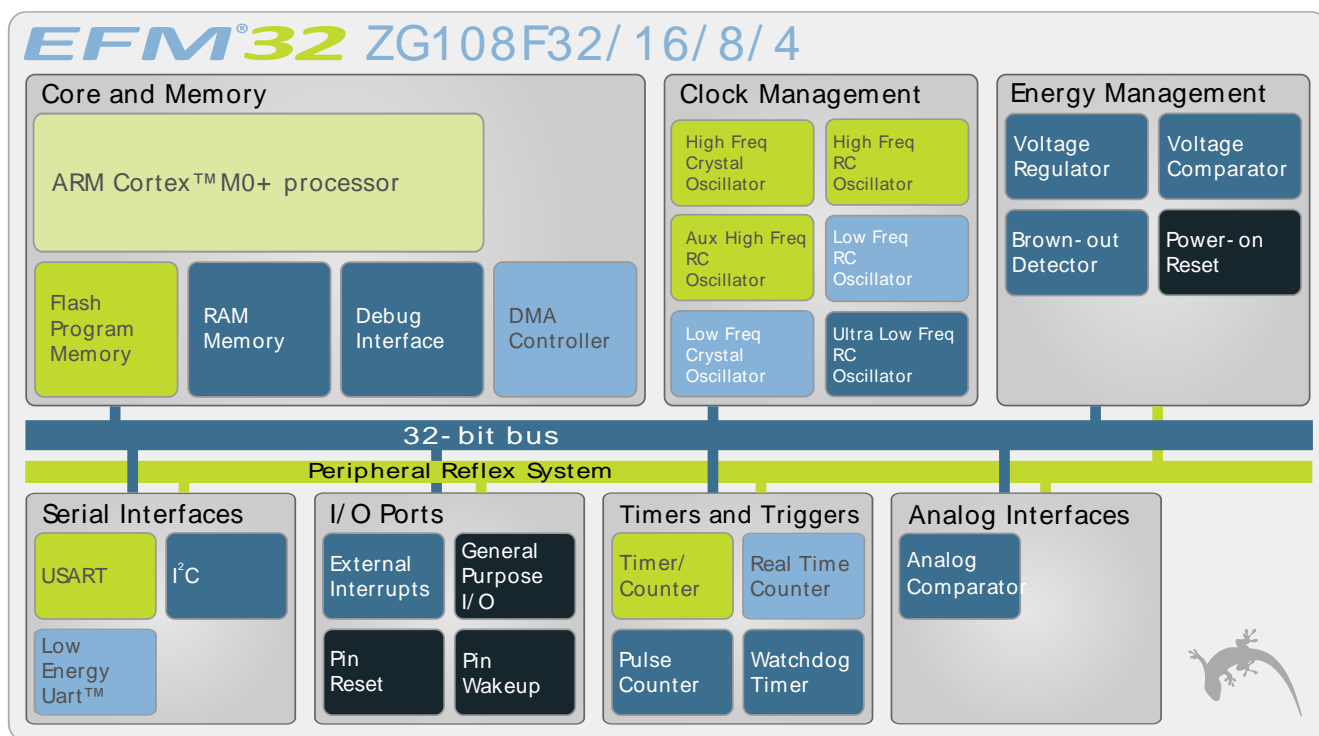 EFM®32 ZG108F32/16/8/4
Core and Memory
ARM Cortex™ M0+ processor
Flash
Program
Memory
RAM
Memory
Debug
Interface
DMA
Controller
Clock Management
High Freq
Crystal
Oscillator
High Freq
RC
Oscillator
Aux High Freq
RC
Oscillator
Low Freq
RC
Oscillator
Low Freq
Crystal
Oscillator
Ultra Low Freq
RC
Oscillator
Energy Management
Voltage
Regulator
Voltage
Comparator
Brown-out
Detector
Power-on
Reset
32-bit bus
Peripheral Reflex System
Serial Interfaces
USART
I²C
Low
Energy
Uart™
I/O Ports
External
Interrupts
General
Purpose
I/O
Pin
Reset
Pin
Wakeup
Timers and Triggers
Timer/
Counter
Real Time
Counter
Pulse
Counter
Watchdog
Timer
Analog Interfaces
Analog
Comparator